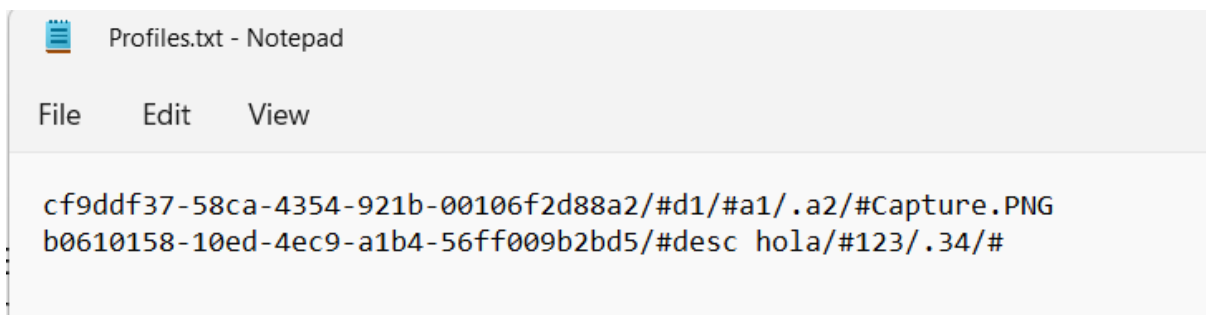 Profiles.txt - Notepad
File Edit View
cf9ddf37-58ca-4354-921b-00106f2d88a2/#d1/#a1/.a2/#Capture.PNG
b0610158-10ed-4ec9-a1b4-56ff009b2bd5/#desc hola/#123/.34/#